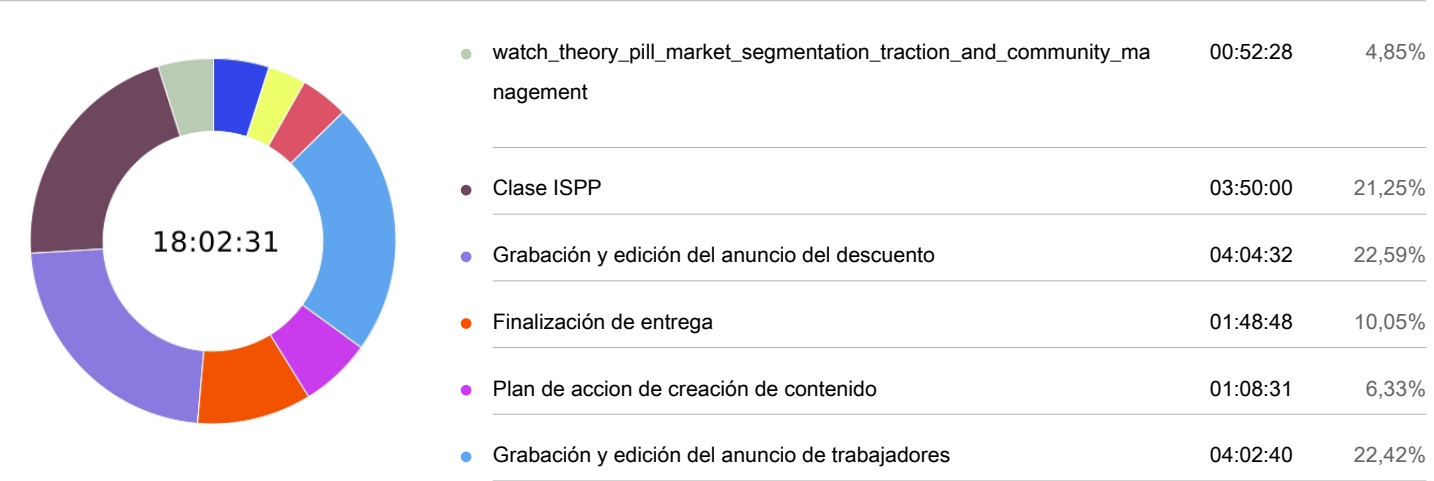 watch_theory_pill_market_segmentation_traction_and_community_ma 00:52:28 4,85%
nagement
Clase ISPP 03:50:00 21,25%
18:02:31
Grabación y edición del anuncio del descuento 04:04:32 22,59%
Finalización de entrega 01:48:48 10,05%
Plan de accion de creación de contenido 01:08:31 6,33%
Grabación y edición del anuncio de trabajadores 04:02:40 22,42%